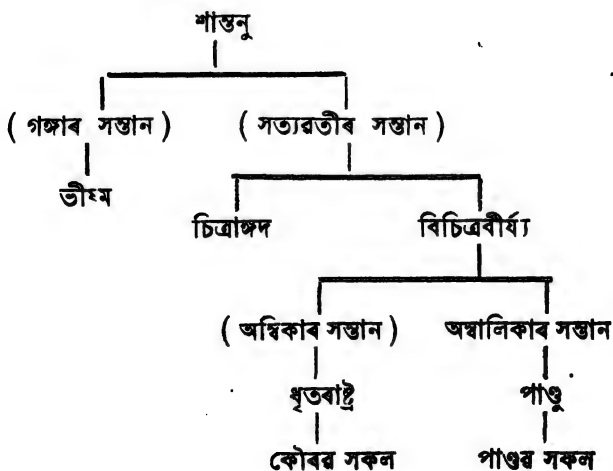 শান্তনু
( গঙ্গাৰ সন্তান ) ( সত্যৱতীৰ সন্তান )
ভীষ্ম
চিত্ৰাঙ্গদ বিচিত্ৰবীৰ্য্য
( অম্বিকাৰ সন্তান ) অম্বালিকাৰ সন্তান
ধৃতৰাষ্ট্ৰ পাণ্ডু
কৌৰৱ সকল পাণ্ডৱ সকল